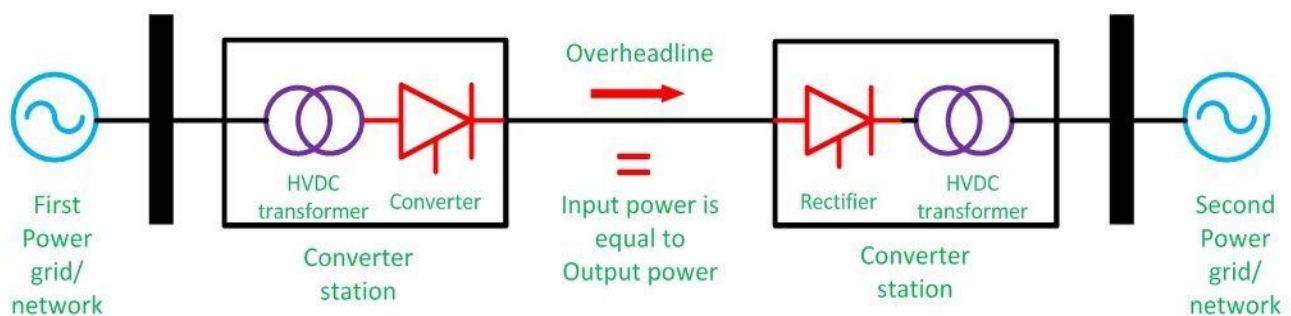 First
Power
grid/
network
HVDC
transformer
Converter
Converter
station
Overheadline
=
Input power is
equal to
Output power
Rectifier
HVDC
transformer
Converter
station
Second
Power
grid/
network